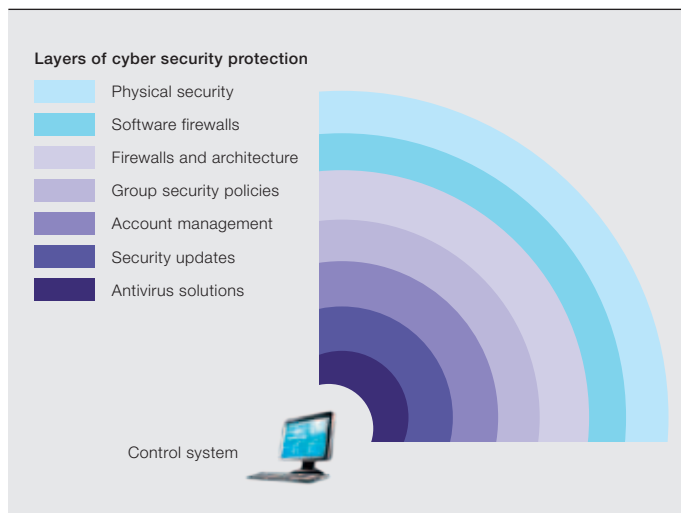 Layers of cyber security protection
Physical security
Software firewalls
Firewalls and architecture
Group security policies
Account management
Security updates
Antivirus solutions
Control system